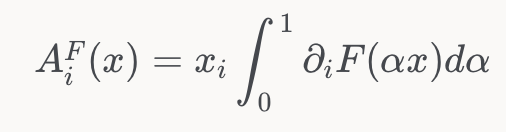 $A_i^F(x) = x_i \int_0^1 \partial_i F(\alpha x) d\alpha$